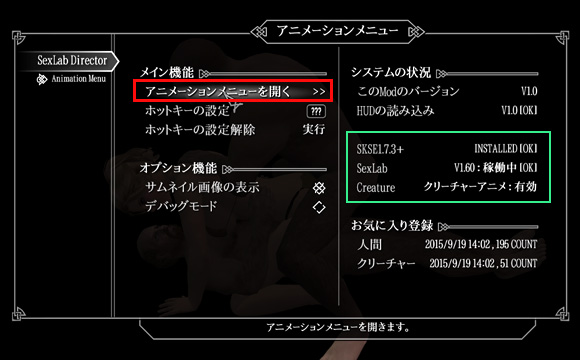 アニメーションメニュー
SexLab Director
Animation Menu
メイン機能
アニメーションメニューを開く >>
ホットキーの設定 ???
ホットキーの設定解除 実行
オプション機能
サムネイル画像の表示
デバッグモード
システムの状況
このModのバージョン V1.0
HUDの読み込み V1.0 [OK]
SKSE1.7.3+ INSTALLED [OK]
SexLab V1.60 : 稼働中 [OK]
Creature クリーチャーアニメ : 有効
お気に入り登録
人間 2015/9/19 14:02 , 195 COUNT
クリーチャー 2015/9/19 14:02 , 51 COUNT
アニメーションメニューを開きます。